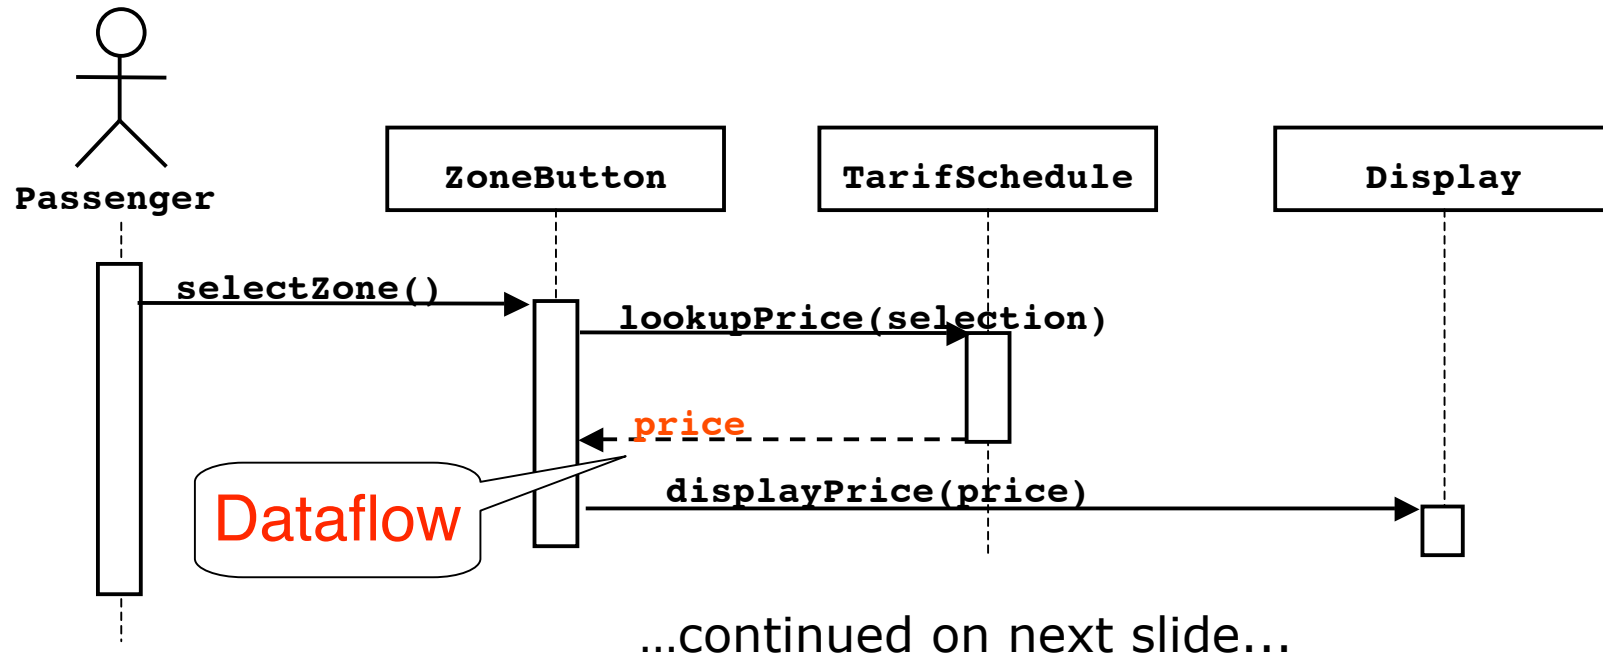 Passenger
ZoneButton
TarifSchedule
Display
selectZone()
lookupPrice(selection)
price
Dataflow
displayPrice(price)
…continued on next slide...